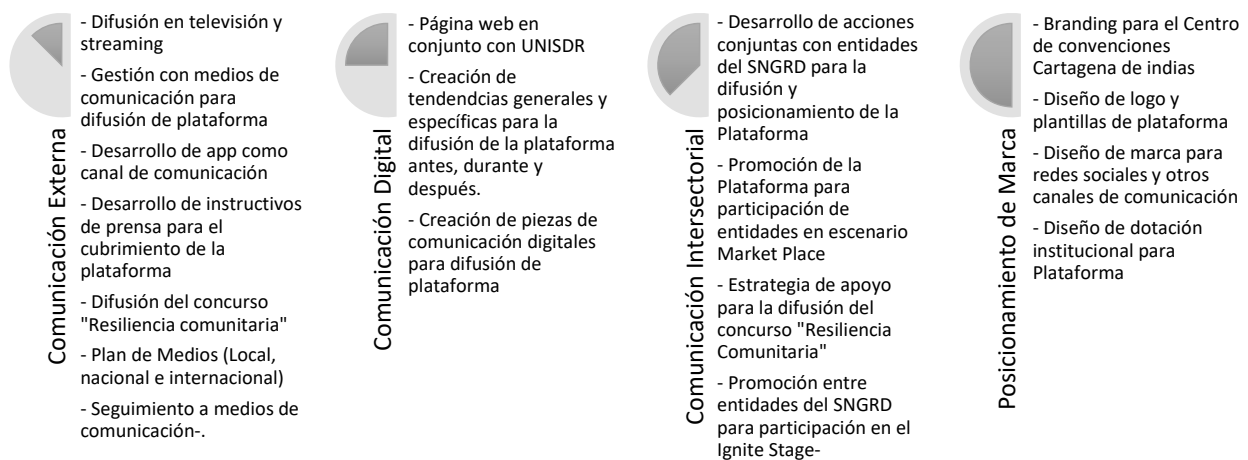 Comunicación Externa
- Difusión en televisión y
streaming
- Gestión con medios de
comunicación para
difusión de plataforma
- Desarrollo de app como
canal de comunicación
- Desarrollo de instructivos
de prensa para el
cubrimiento de la
plataforma
- Difusión del concurso
"Resiliencia comunitaria"
- Plan de Medios (Local,
nacional e internacional)
- Seguimiento a medios de
comunicación-.
Comunicación Digital
- Página web en
conjunto con UNISDR
- Creación de
tendendcias generales y
específicas para la
difusión de la plataforma
antes, durante y
después.
- Creación de piezas de
comunicación digitales
para difusión de
plataforma
Comunicación Intersectorial
- Desarrollo de acciones
conjuntas con entidades
del SNGRD para la
difusión y
posicionamiento de la
Plataforma
- Promoción de la
Plataforma para
participación de
entidades en escenario
Market Place
- Estrategia de apoyo
para la difusión del
concurso "Resiliencia
Comunitaria"
- Promoción entre
entidades del SNGRD
para participación en el
Ignite Stage-
Posicionamiento de Marca
- Branding para el Centro
de convenciones
Cartagena de indias
- Diseño de logo y
plantillas de plataforma
- Diseño de marca para
redes sociales y otros
canales de comunicación
- Diseño de dotación
institucional para
Plataforma